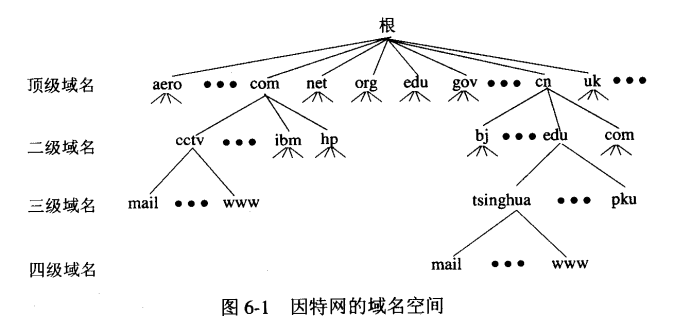 根
顶级域名 aero ●●● com net org edu gov ●●● cn uk ●●●
二级域名 cctv ●●● ibm hp bj ●●● edu com
三级域名 mail ●●● www tsinghua ●●● pku
四级域名 mail ●●● www
图 6-1 因特网的域名空间